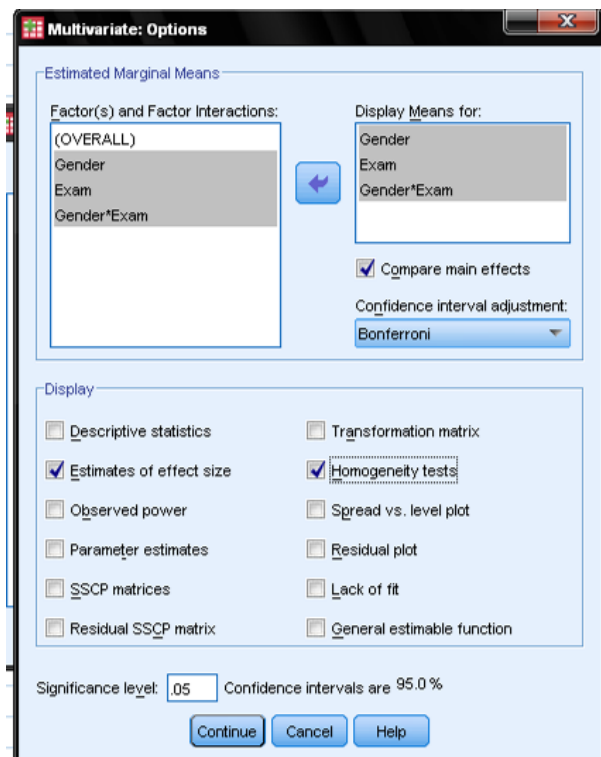 Multivariate: Options
Estimated Marginal Means
Factor(s) and Factor Interactions:
(OVERALL)
Gender
Exam
Gender*Exam
Display Means for:
Gender
Exam
Gender*Exam
Compare main effects
Confidence interval adjustment:
Bonferroni
Display
Descriptive statistics
Transformation matrix
Estimates of effect size
Homogeneity tests
Observed power
Spread vs. level plot
Parameter estimates
Residual plot
SSCP matrices
Lack of fit
Residual SSCP matrix
General estimable function
Significance level: .05 Confidence intervals are 95.0 %
Continue Cancel Help